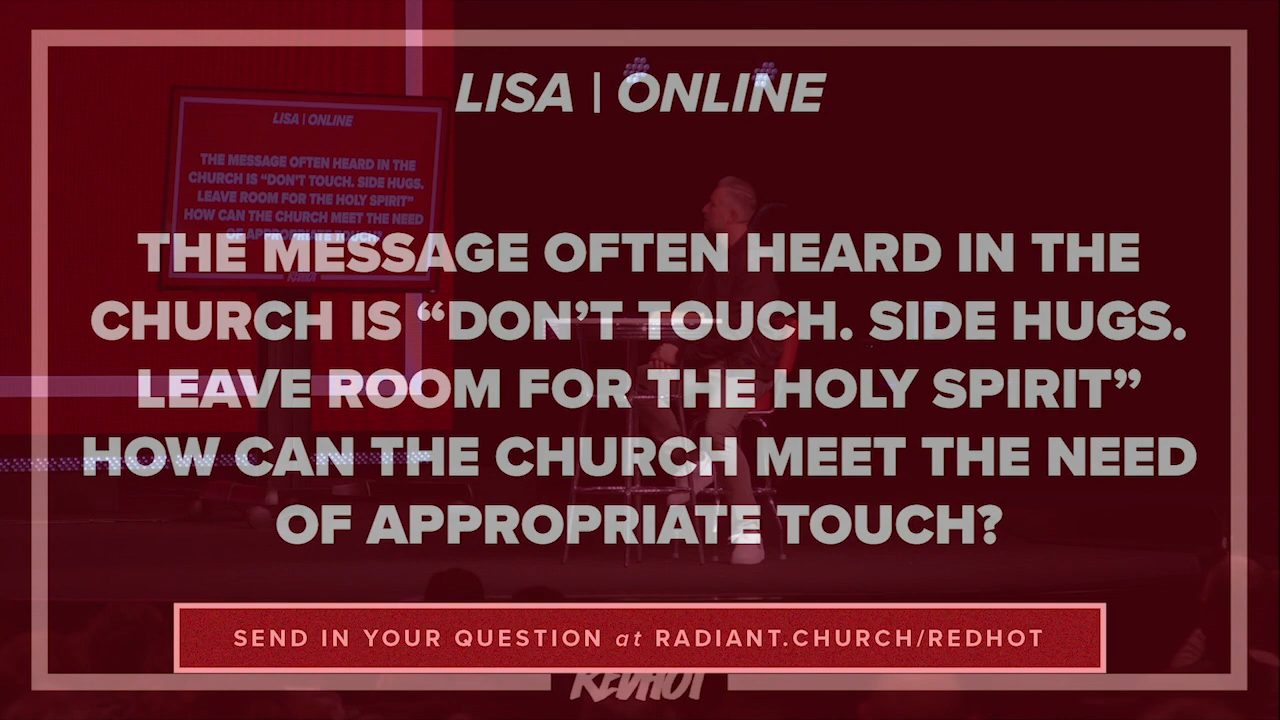 LISA | ONLINE
THE MESSAGE OFTEN HEARD IN THE
CHURCH IS “DON’T TOUCH. SIDE HUGS.
LEAVE ROOM FOR THE HOLY SPIRIT”
HOW CAN THE CHURCH MEET THE NEED
OF APPROPRIATE TOUCH?
LISA | ONLINE
THE MESSAGE OFTEN HEARD IN THE
CHURCH IS “DON’T TOUCH. SIDE HUGS.
LEAVE ROOM FOR THE HOLY SPIRIT”
HOW CAN THE CHURCH MEET THE NEED
OF APPROPRIATE TOUCH?
REDHOT
SEND IN YOUR QUESTION at RADIANT.CHURCH/REDHOT
REDHOT